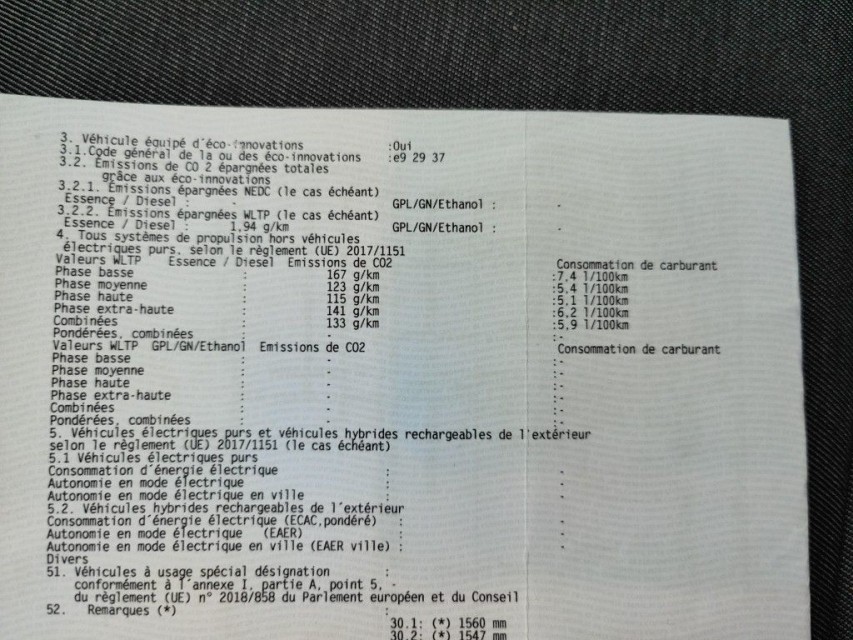 3. Véhicule équipé d'éco-innovations :Oui
3.1.Code général de la ou des éco-innovations :e9 29 37
3.2. Émissions de CO 2 épargnées totales
grâce aux éco-innovations
3.2.1. Émissions épargnées NEDC (le cas échéant)
Essence / Diesel : - GPL/GN/Ethanol : -
3.2.2. Émissions épargnées WLTP (le cas échéant)
Essence / Diesel : 1,94 g/km GPL/GN/Ethanol : -
4. Tous systèmes de propulsion hors véhicules
électriques purs, selon le règlement (UE) 2017/1151
Valeurs WLTP Essence / Diesel Emissions de CO2 Consommation de carburant
Phase basse : 167 g/km :7,4 l/100km
Phase moyenne : 123 g/km :5,4 l/100km
Phase haute : 115 g/km :5,1 l/100km
Phase extra-haute : 141 g/km :6,2 l/100km
Combinées : 133 g/km :5,9 l/100km
Pondérées, combinées : - :-
Valeurs WLTP GPL/GN/Ethanol Emissions de CO2 Consommation de carburant
Phase basse : - :-
Phase moyenne : - :-
Phase haute : - :-
Phase extra-haute : - :-
Combinées : - :-
Pondérées, combinées : - :-
5. Véhicules électriques purs et véhicules hybrides rechargeables de l'extérieur
selon le règlement (UE) 2017/1151 (le cas échéant)
5.1 Véhicules électriques purs
Consommation d'énergie électrique : -
Autonomie en mode électrique : -
Autonomie en mode électrique en ville : -
5.2. Véhicules hybrides rechargeables de l'extérieur
Consommation d'énergie électrique (ECAC,pondéré) : -
Autonomie en mode électrique (EAER) : -
Autonomie en mode électrique en ville (EAER ville) : -
Divers
51. Véhicules à usage spécial désignation :
conformément à l'annexe I, partie A, point 5, -
du règlement (UE) n° 2018/858 du Parlement européen et du Conseil
52. Remarques (*) :
30.1: (*) 1560 mm
30.2: (*) 1547 mm